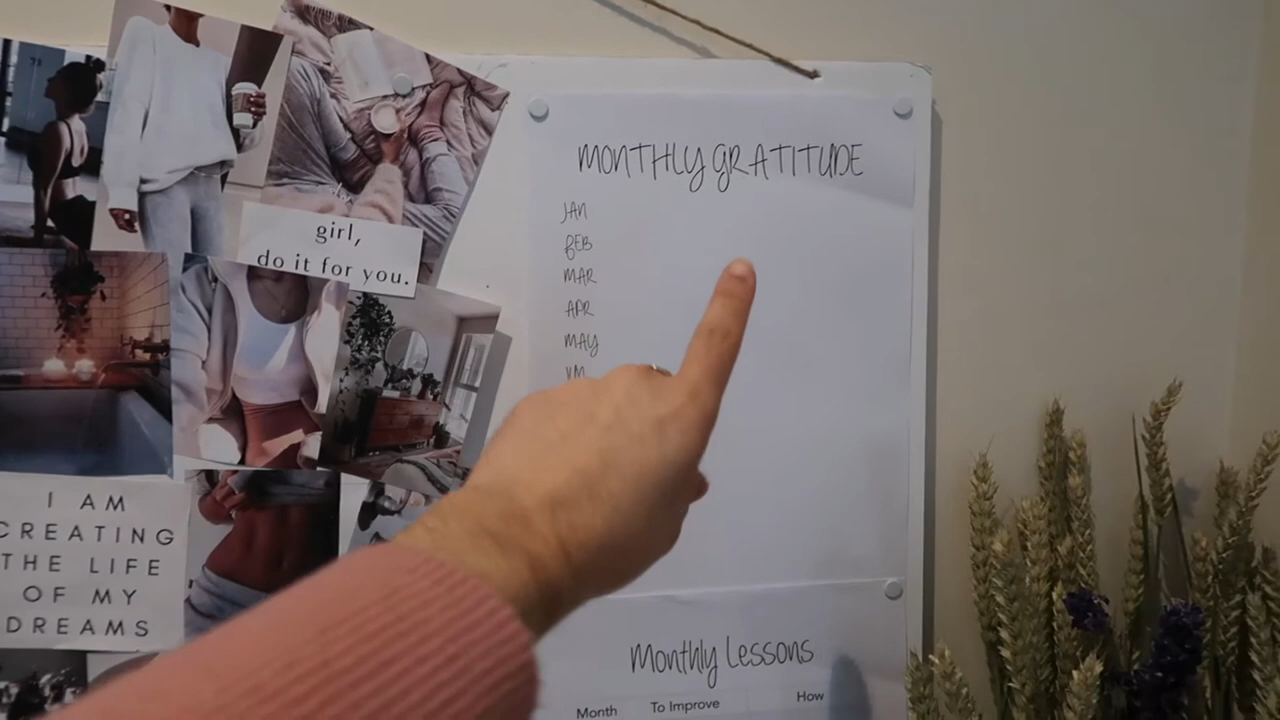 girl,
do it for you.
I AM
CREATING
THE LIFE
OF MY
DREAMS
MONTHLY GRATITUDE
JAN
FEB
MAR
APR
MAY
Monthly Lessons
Month To Improve How